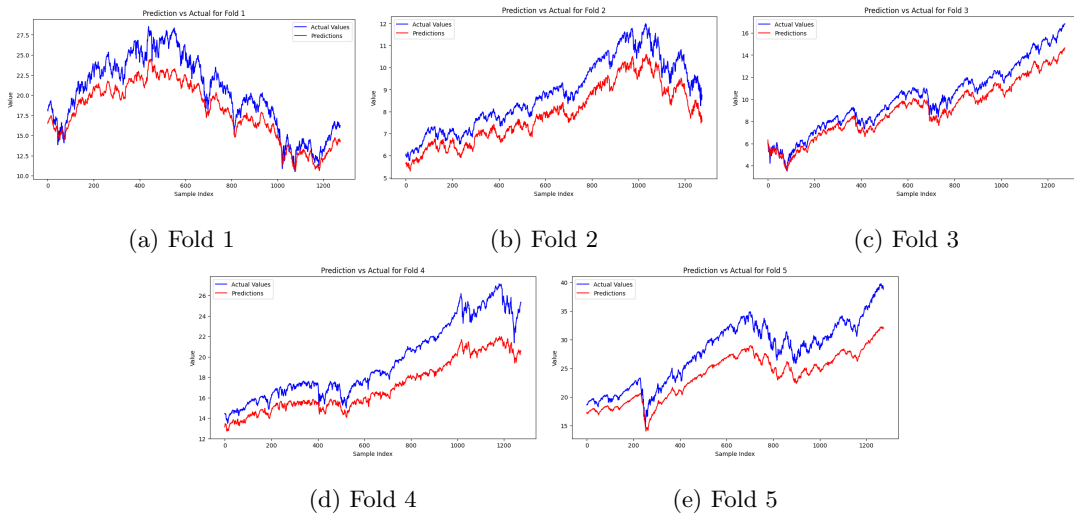 Prediction vs Actual for Fold 1
Actual Values
Predictions
27.5
25.0
22.5
20.0
17.5
15.0
12.5
10.0
Value
0 200 400 600 800 1000 1200
Sample Index
(a) Fold 1
Prediction vs Actual for Fold 2
Actual Values
Predictions
12
11
10
9
8
7
6
5
Value
0 200 400 600 800 1000 1200
Sample Index
(b) Fold 2
Prediction vs Actual for Fold 3
Actual Values
Predictions
16
14
12
10
8
6
4
Value
0 200 400 600 800 1000 1200
Sample Index
(c) Fold 3
Prediction vs Actual for Fold 4
Actual Values
Predictions
26
24
22
20
18
16
14
12
Value
0 200 400 600 800 1000 1200
Sample Index
(d) Fold 4
Prediction vs Actual for Fold 5
Actual Values
Predictions
40
35
30
25
20
15
Value
0 200 400 600 800 1000 1200
Sample Index
(e) Fold 5